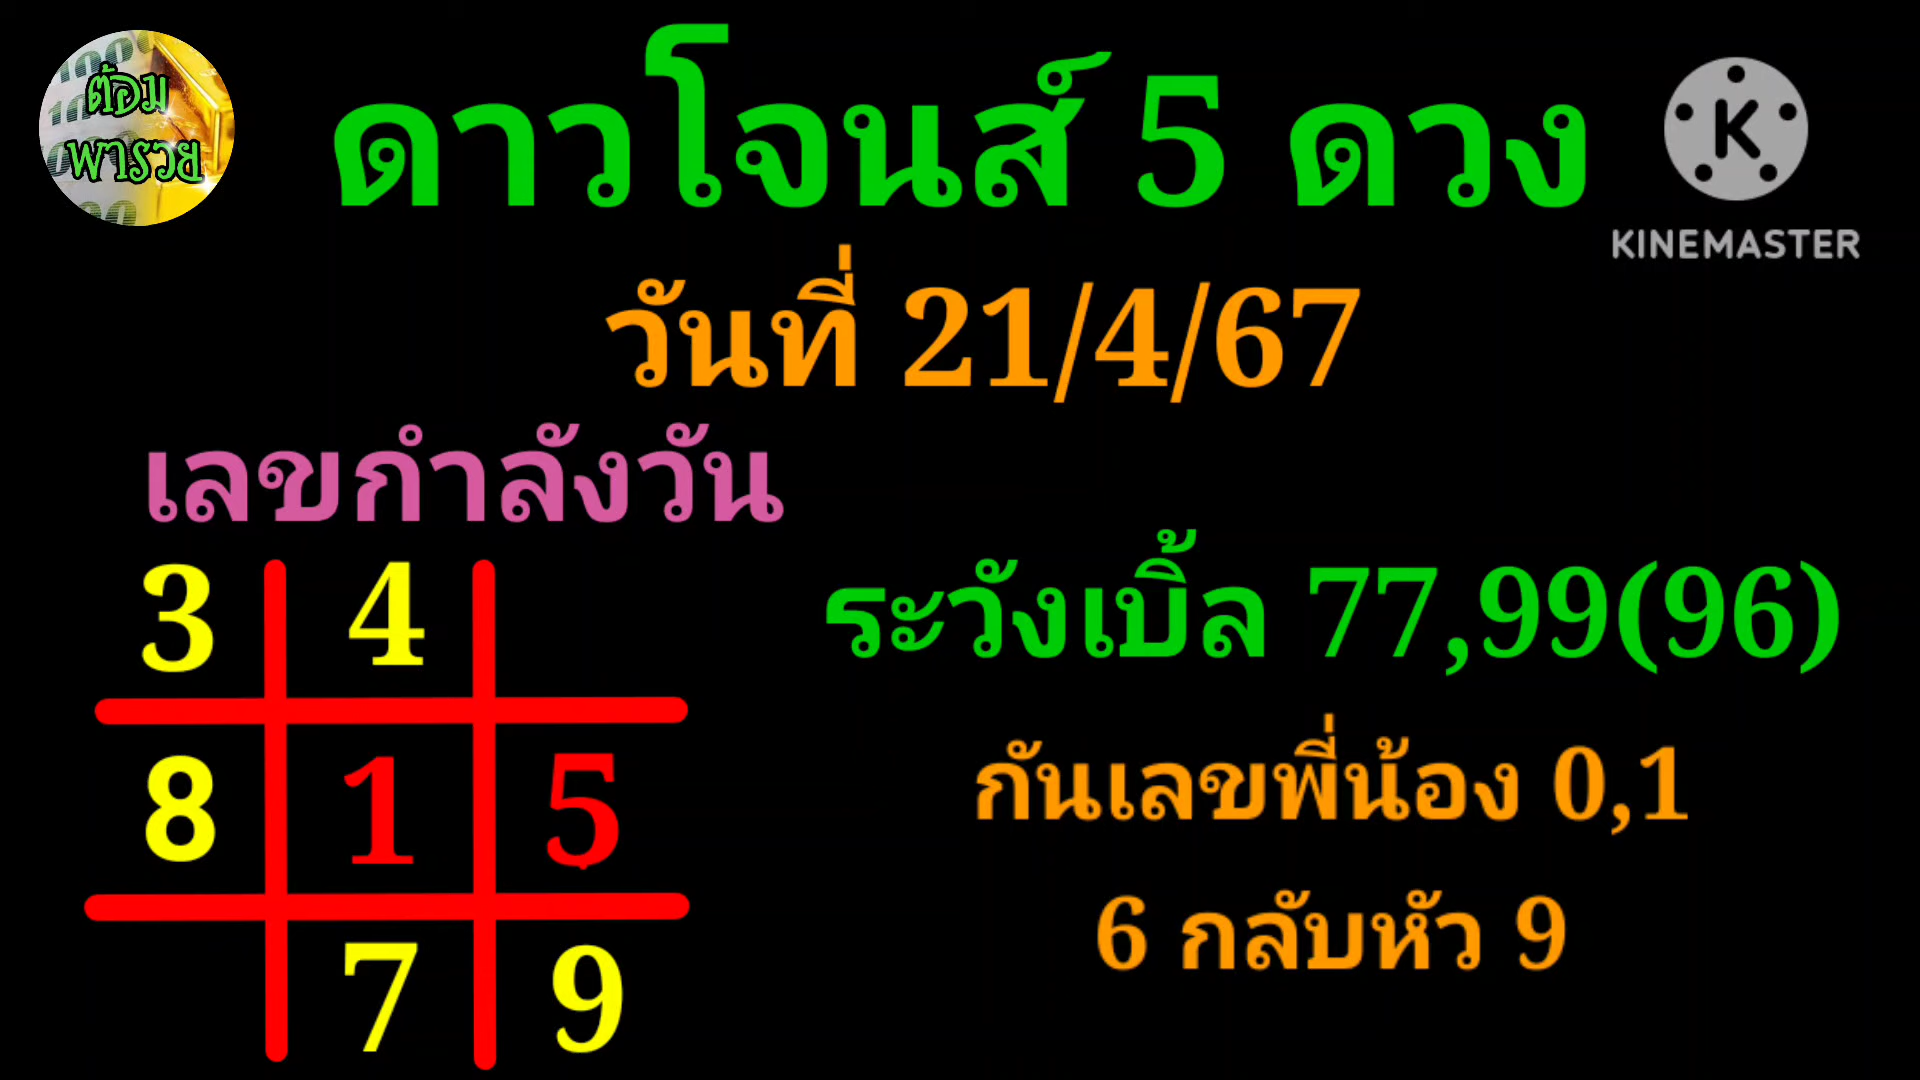 ต้อม
พารวย
ดาวโจนส์ 5 ดวง
KINEMASTER
วันที่ 21/4/67
เลขกำลังวัน
3 4
8 1 5
7 9
ระวังเบิ้ล 77,99(96)
กันเลขพี่น้อง 0,1
6 กลับหัว 9